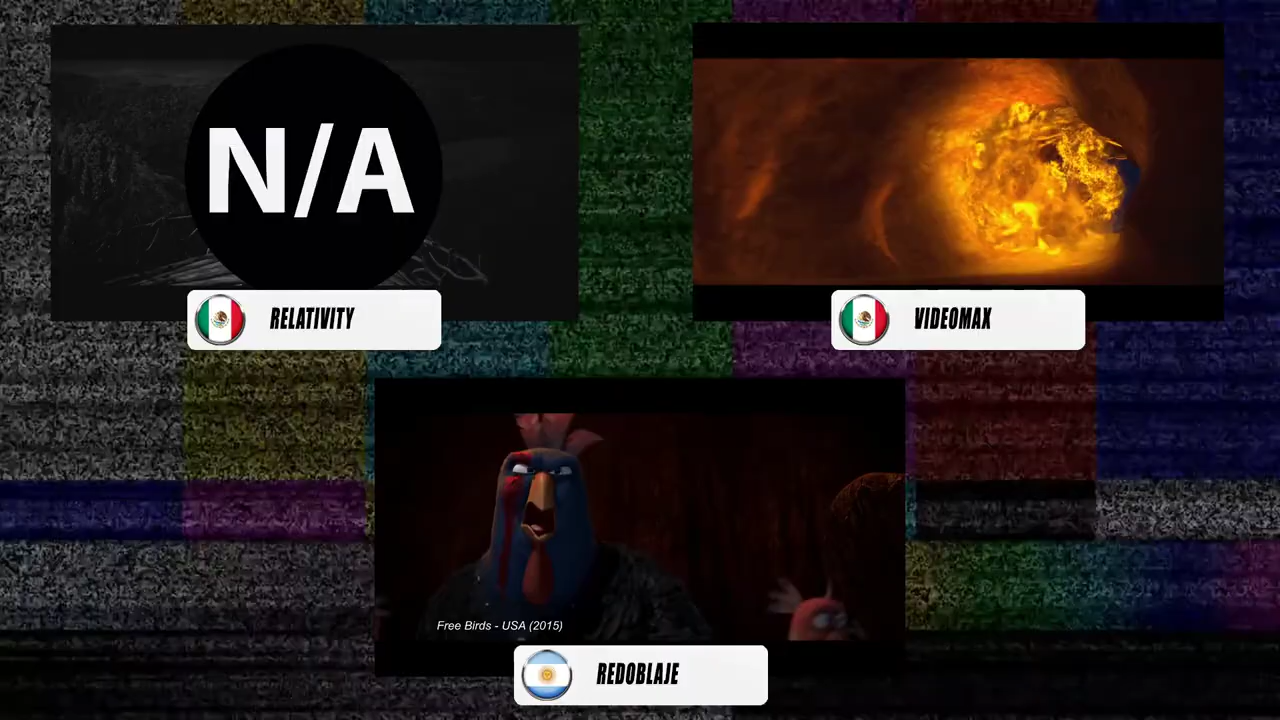 N/A
RELATIVITY
VIDEOMAX
Free Birds - USA (2015)
REDOBLAJE